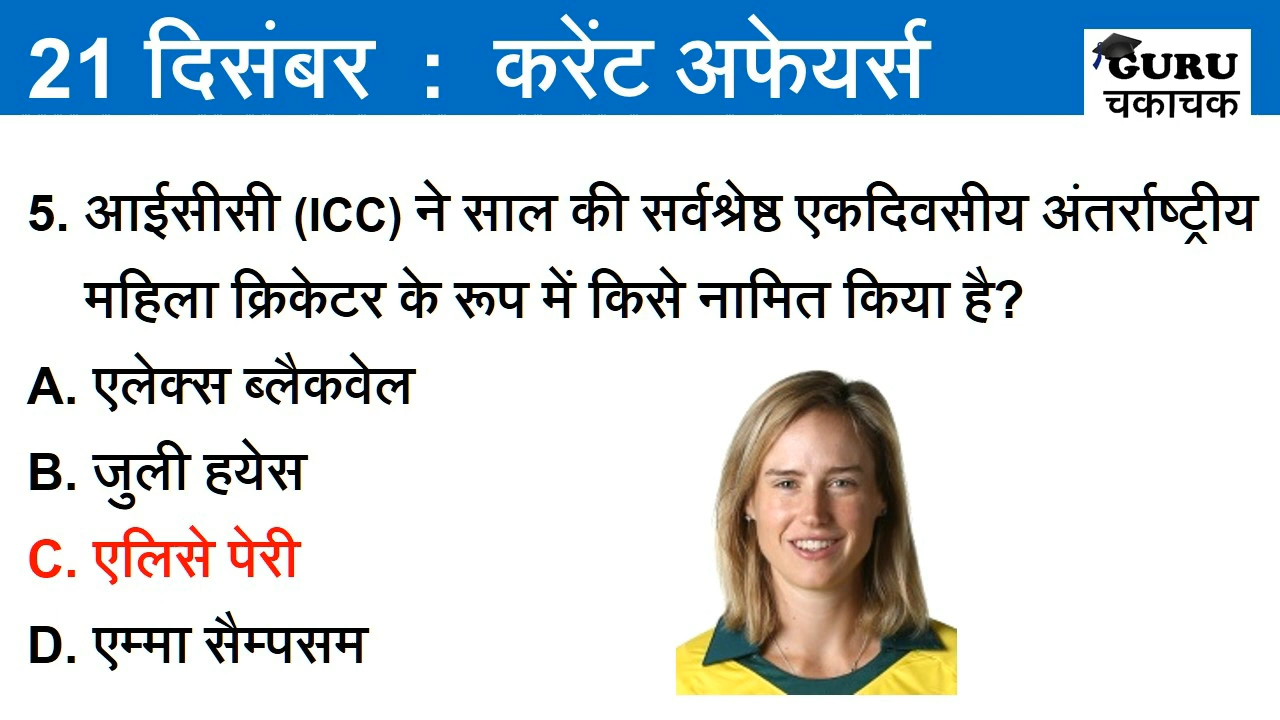 21 दिसंबर : करेंट अफेयर्स
GURU
चकाचक
5. आईसीसी (ICC) ने साल की सर्वश्रेष्ठ एकदिवसीय अंतर्राष्ट्रीय
महिला क्रिकेटर के रूप में किसे नामित किया है?
A. एलेक्स ब्लैकवेल
B. जुली हयेस
C. एलिसे पेरी
D. एम्मा सैम्पसम